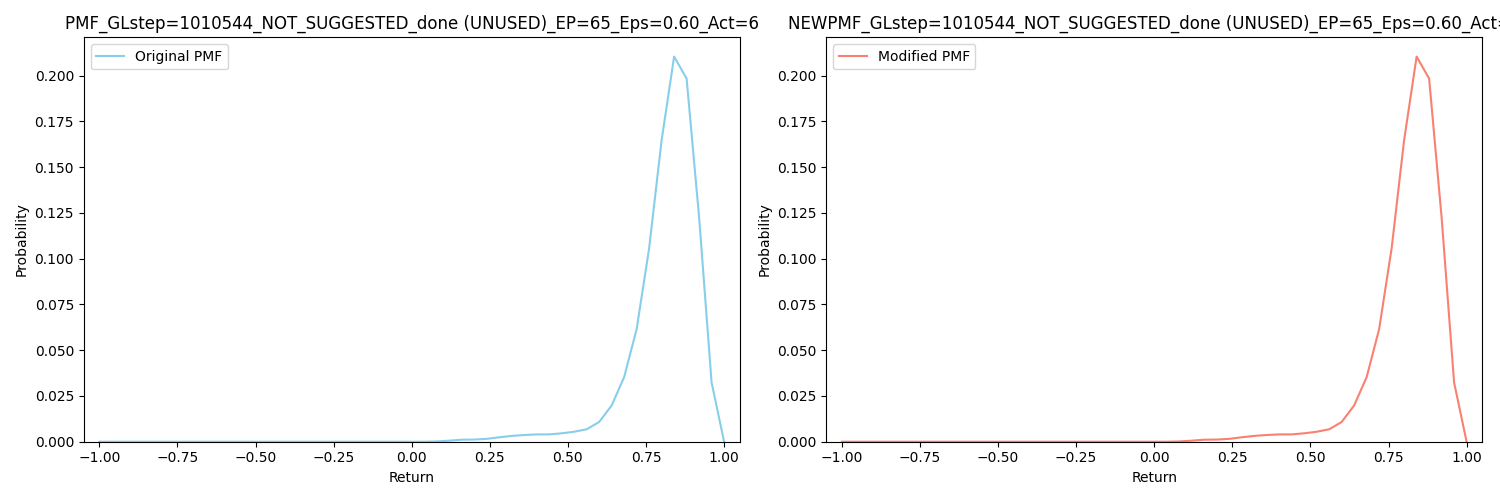 PMF_GLstep=1010544_NOT_SUGGESTED_done (UNUSED)_EP=65_Eps=0.60_Act=6
Original PMF
Probability
0.200
0.175
0.150
0.125
0.100
0.075
0.050
0.025
0.000
−1.00 −0.75 −0.50 −0.25 0.00 0.25 0.50 0.75 1.00
Return
NEWPMF_GLstep=1010544_NOT_SUGGESTED_done (UNUSED)_EP=65_Eps=0.60_Act=
Modified PMF
Probability
0.200
0.175
0.150
0.125
0.100
0.075
0.050
0.025
0.000
−1.00 −0.75 −0.50 −0.25 0.00 0.25 0.50 0.75 1.00
Return